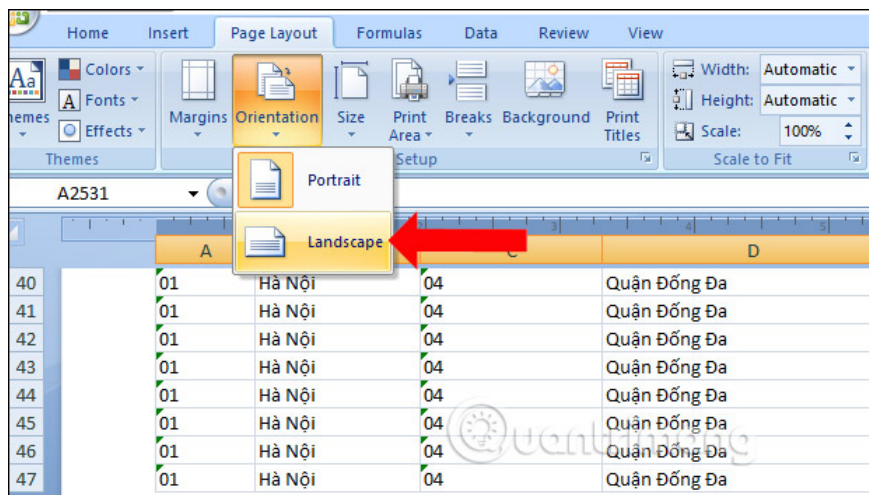 Home Insert Page Layout Formulas Data Review View
Aa Colors Margins Orientation Size Print Area Breaks Background Print Titles Width: Automatic
A Fonts Height: Automatic
Effects Scale: 100%
Themes Setup Scale to Fit
Portrait
A2531
Landscape
A D
40 01 Hà Nội 04 Quận Đống Đa
41 01 Hà Nội 04 Quận Đống Đa
42 01 Hà Nội 04 Quận Đống Đa
43 01 Hà Nội 04 Quận Đống Đa
44 01 Hà Nội 04 Quận Đống Đa
45 01 Hà Nội 04 Quận Đống Đa
46 01 Hà Nội 04 Quận Đống Đa
47 01 Hà Nội 04 Quận Đống Đa
Quantrimang